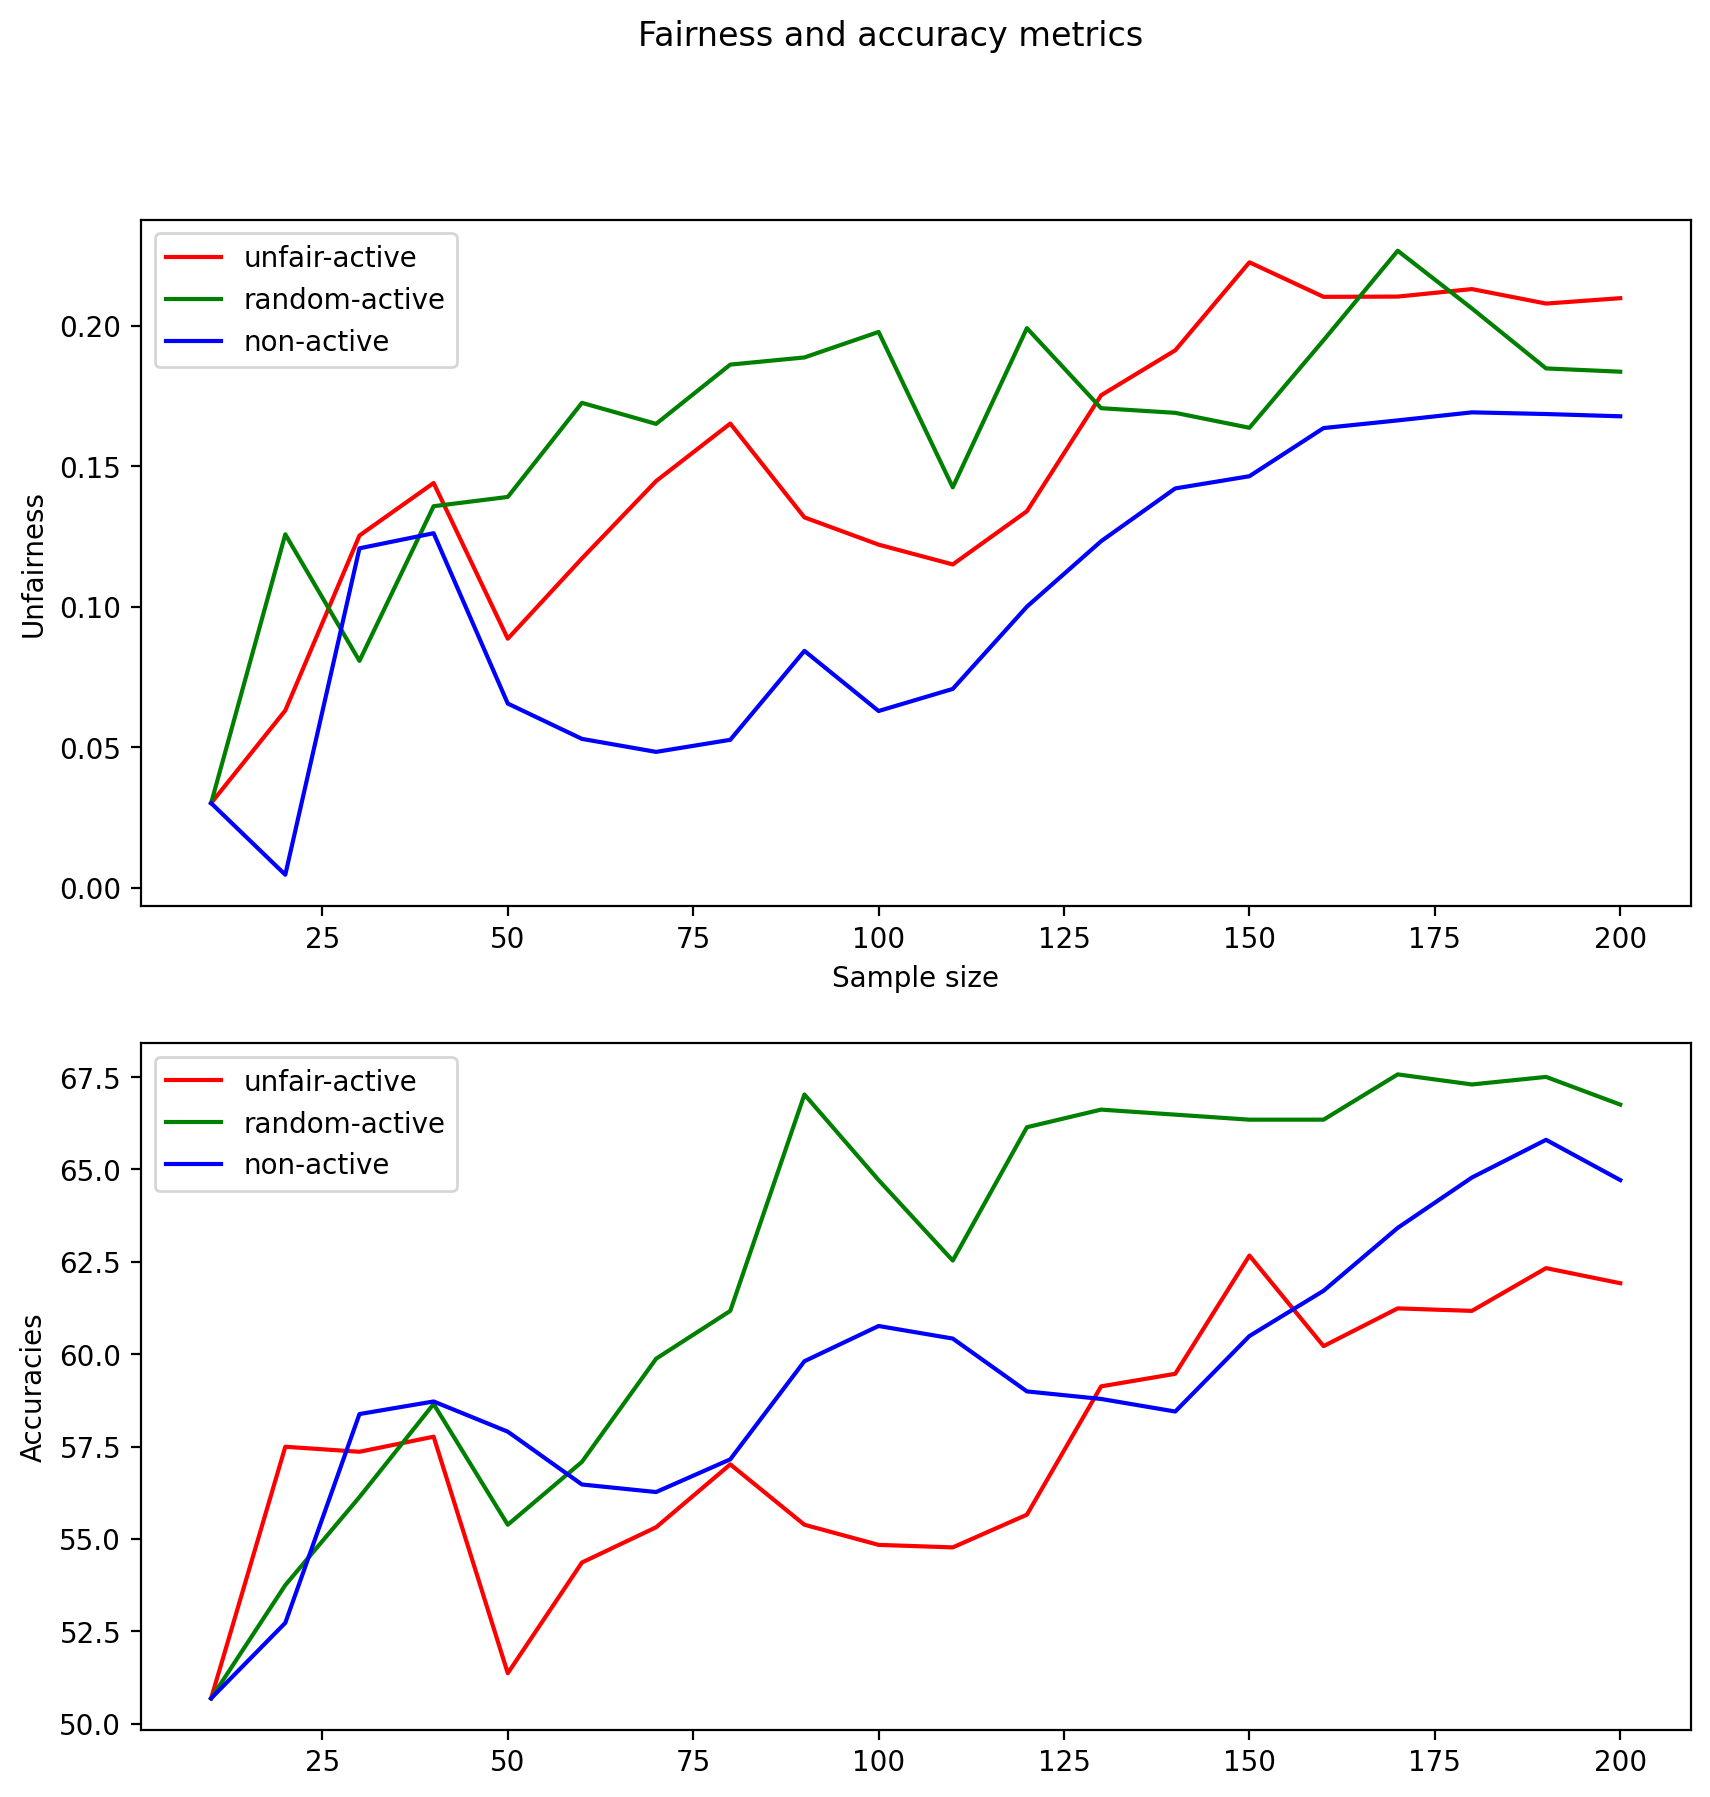 Fairness and accuracy metrics
unfair-active
random-active
non-active
0.20
0.15
0.10
0.05
0.00
Unfairness
25 50 75 100 125 150 175 200
Sample size
unfair-active
random-active
non-active
67.5
65.0
62.5
60.0
57.5
55.0
52.5
50.0
Accuracies
25 50 75 100 125 150 175 200